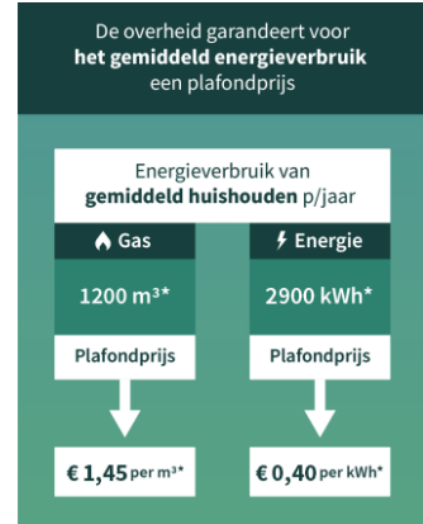 De overheid garandeert voor
het gemiddeld energieverbruik
een plafondprijs
Energieverbruik van
gemiddeld huishouden p/jaar
Gas
Energie
1200 m³*
2900 kWh*
Plafondprijs
Plafondprijs
€ 1,45 per m³*
€ 0,40 per kWh*